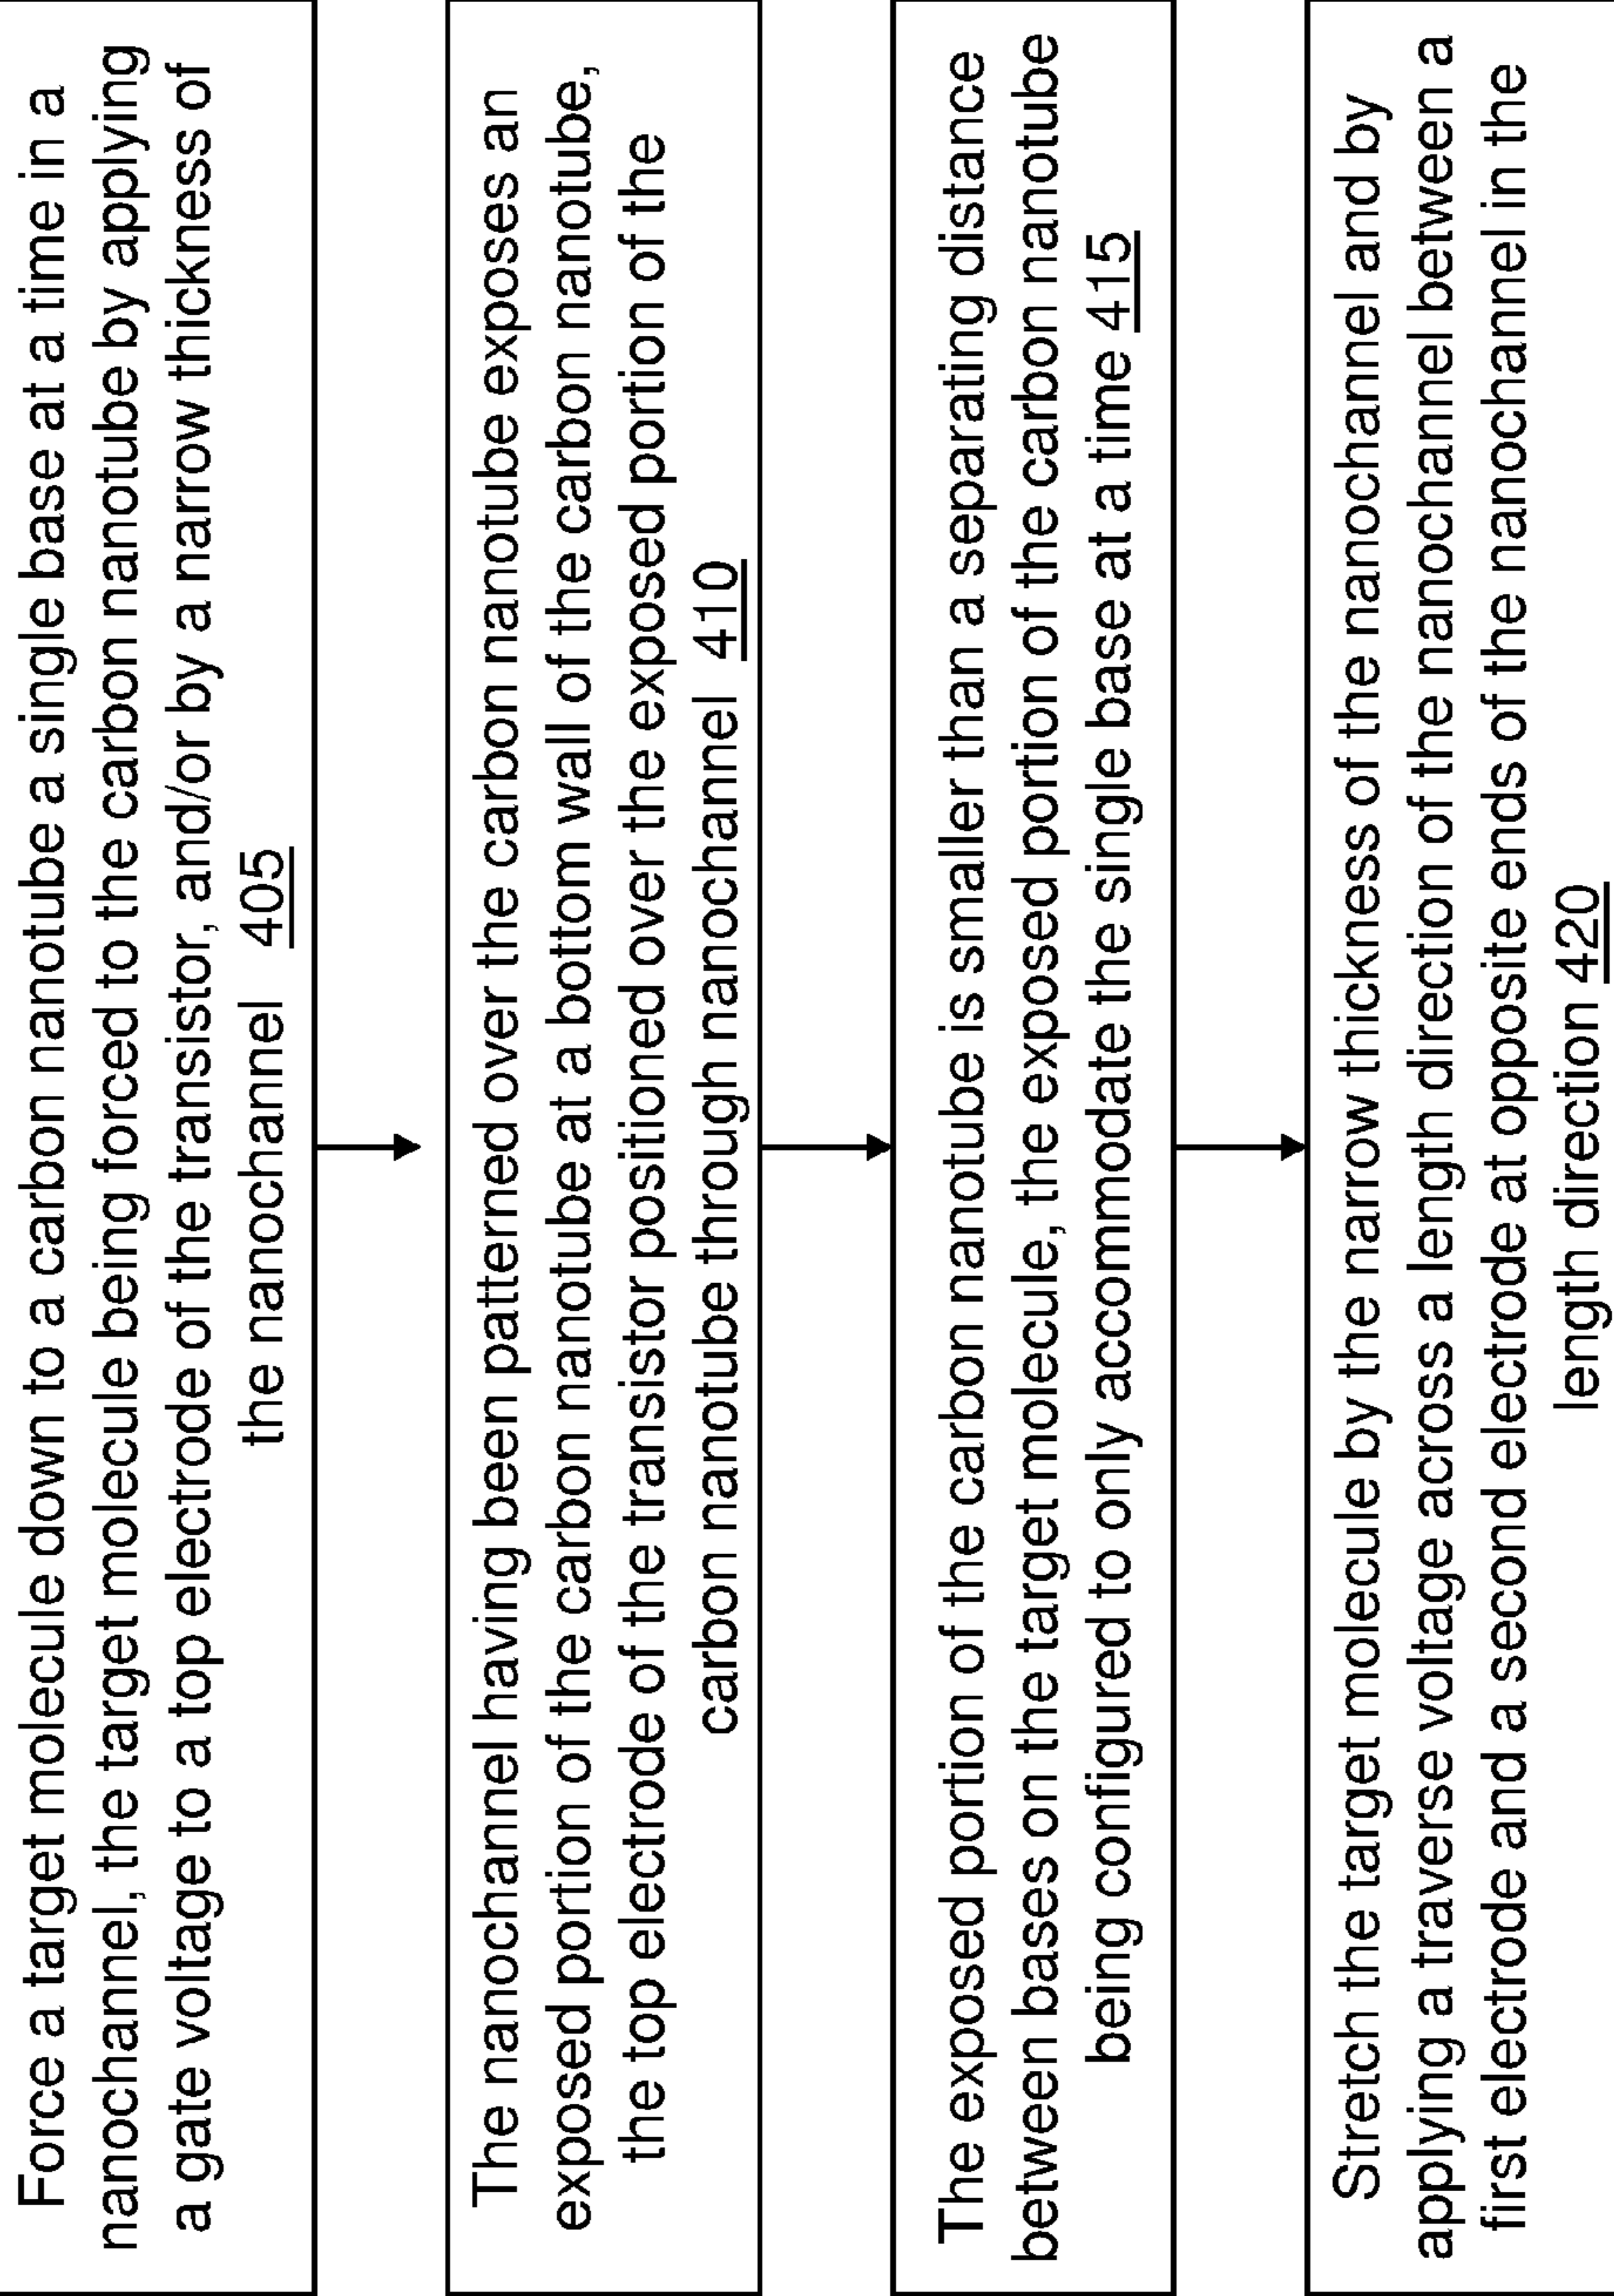 Force a target molecule down to a carbon nanotube a single base at a time in a
nanochannel, the target molecule being forced to the carbon nanotube by applying
a gate voltage to a top electrode of the transistor, and/or by a narrow thickness of
the nanochannel 405
The nanochannel having been patterned over the carbon nanotube exposes an
exposed portion of the carbon nanotube at a bottom wall of the carbon nanotube,
the top electrode of the transistor positioned over the exposed portion of the
carbon nanotube through nanochannel 410
The exposed portion of the carbon nanotube is smaller than a separating distance
between bases on the target molecule, the exposed portion of the carbon nanotube
being configured to only accommodate the single base at a time 415
Stretch the target molecule by the narrow thickness of the nanochannel and by
applying a traverse voltage across a length direction of the nanochannel between a
first electrode and a second electrode at opposite ends of the nanochannel in the
length direction 420